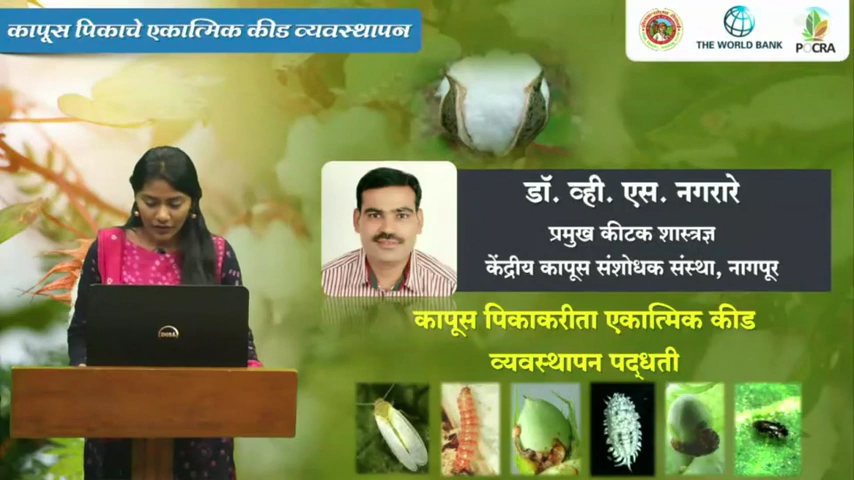 कापूस पिकाचे एकात्मिक कीड व्यवस्थापन
THE WORLD BANK
POCRA
डॉ. व्ही. एस. नगरारे
प्रमुख कीटक शास्त्रज्ञ
केंद्रीय कापूस संशोधक संस्था, नागपूर
कापूस पिकाकरीता एकात्मिक कीड
व्यवस्थापन पद्धती
DELL